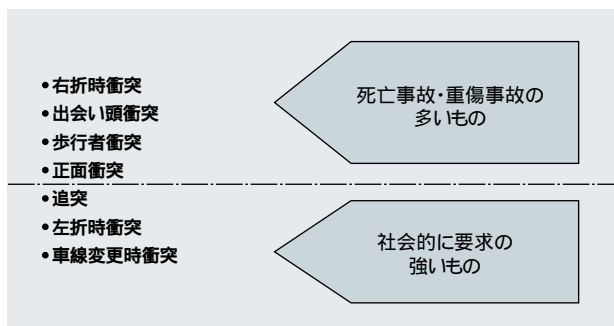 •右折時衝突
•出会い頭衝突
•歩行者衝突
•正面衝突
•追突
•左折時衝突
•車線変更時衝突
死亡事故・重傷事故の
多いもの
社会的に要求の
強いもの